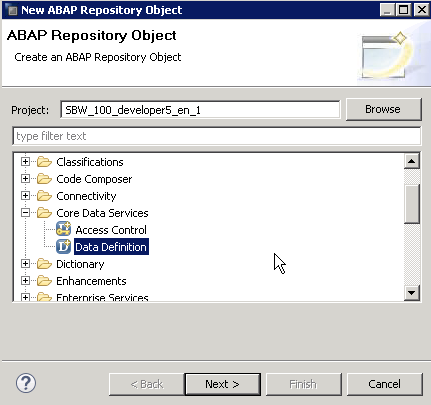 New ABAP Repository Object
ABAP Repository Object
Create an ABAP Repository Object
Project: SBW_100_developer5_en_1 Browse
type filter text
Classifications
Code Composer
Connectivity
Core Data Services
Access Control
Data Definition
Dictionary
Enhancements
Enterprise Services
? < Back Next > Finish Cancel